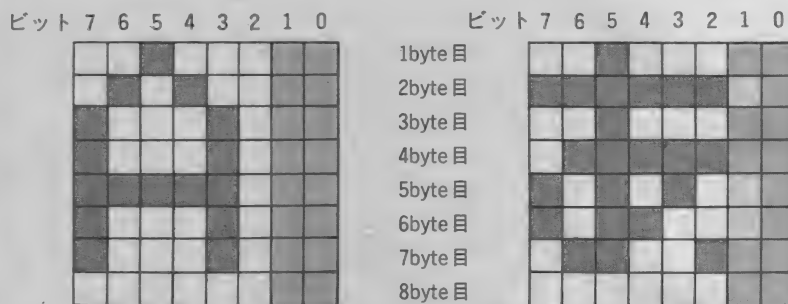 ビット 7 6 5 4 3 2 1 0
ビット 7 6 5 4 3 2 1 0
1byte目
2byte目
3byte目
4byte目
5byte目
6byte目
7byte目
8byte目